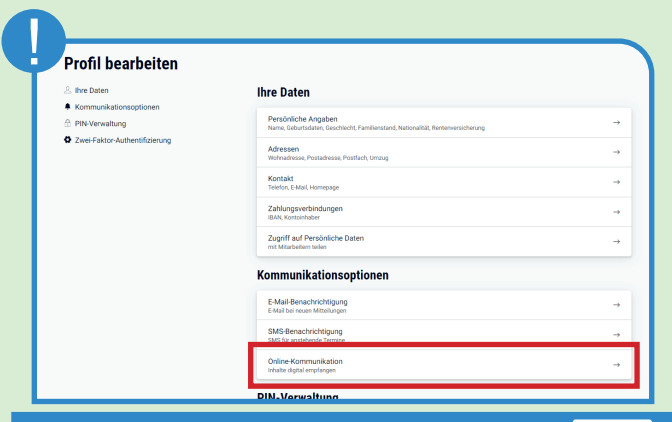 !
Profil bearbeiten
Ihre Daten
Kommunikationsoptionen
PIN-Verwaltung
Zwei-Faktor-Authentifizierung
Ihre Daten
Persönliche Angaben
Name, Geburtsdaten, Geschlecht, Familienstand, Nationalität, Rentenversicherung
Adressen
Wohnadresse, Postadresse, Postfach, Umzug
Kontakt
Telefon, E-Mail, Homepage
Zahlungsverbindungen
IBAN, Kontoinhaber
Zugriff auf Persönliche Daten
mit Mitarbeitern teilen
Kommunikationsoptionen
E-Mail-Benachrichtigung
E-Mail bei neuen Mitteilungen
SMS-Benachrichtigung
SMS für anstehende Termine
Online-Kommunikation
Inhalte digital empfangen
PIN-Verwaltung